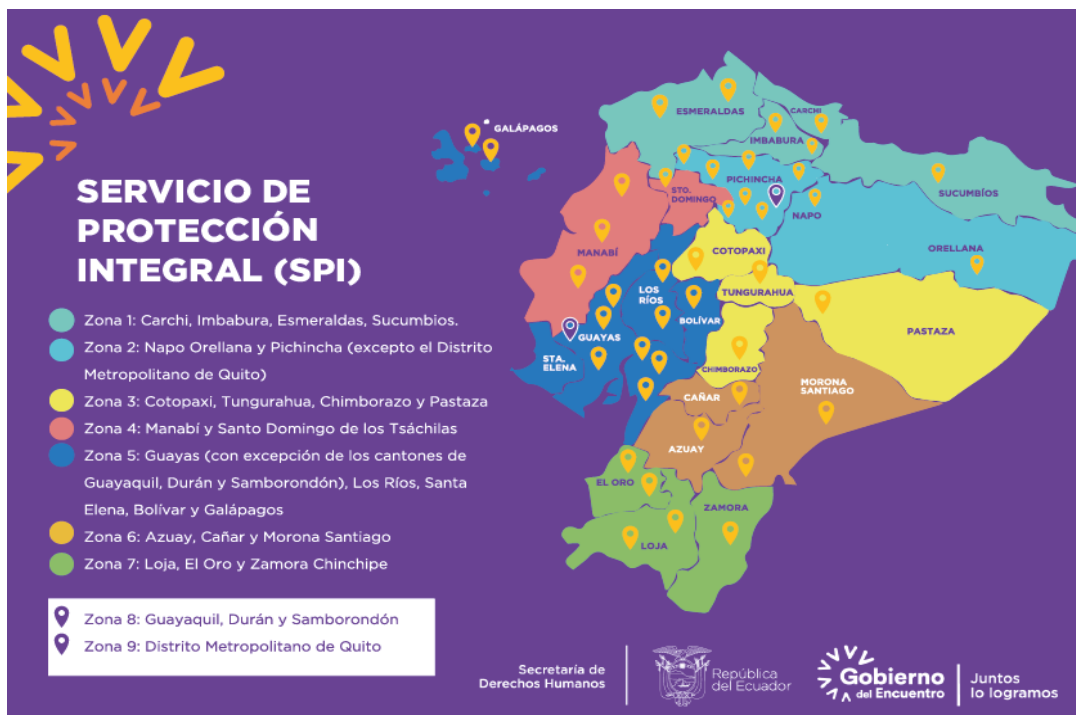 SERVICIO DE
PROTECCIÓN
INTEGRAL (SPI)
Zona 1: Carchi, Imbabura, Esmeraldas, Sucumbios.
Zona 2: Napo Orellana y Pichincha (excepto el Distrito
Metropolitano de Quito)
Zona 3: Cotopaxi, Tungurahua, Chimborazo y Pastaza
Zona 4: Manabí y Santo Domingo de los Tsáchilas
Zona 5: Guayas (con excepción de los cantones de
Guayaquil, Durán y Samborondón), Los Ríos, Santa
Elena, Bolívar y Galápagos
Zona 6: Azuay, Cañar y Morona Santiago
Zona 7: Loja, El Oro y Zamora Chinchipe
Zona 8: Guayaquil, Durán y Samborondón
Zona 9: Distrito Metropolitano de Quito
GALÁPAGOS
ESMERALDAS
CARCHI
IMBABURA
SUCUMBÍOS
PICHINCHA
STO.
DOMINGO
NAPO
ORELLANA
MANABÍ
COTOPAXI
TUNGURAHUA
LOS
RÍOS
BOLÍVAR
PASTAZA
GUAYAS
STA.
ELENA
CHIMBORAZO
MORONA
SANTIAGO
CAÑAR
AZUAY
EL ORO
ZAMORA
LOJA
Secretaría de
Derechos Humanos
República
del Ecuador
Gobierno
del Encuentro
Juntos
lo logramos